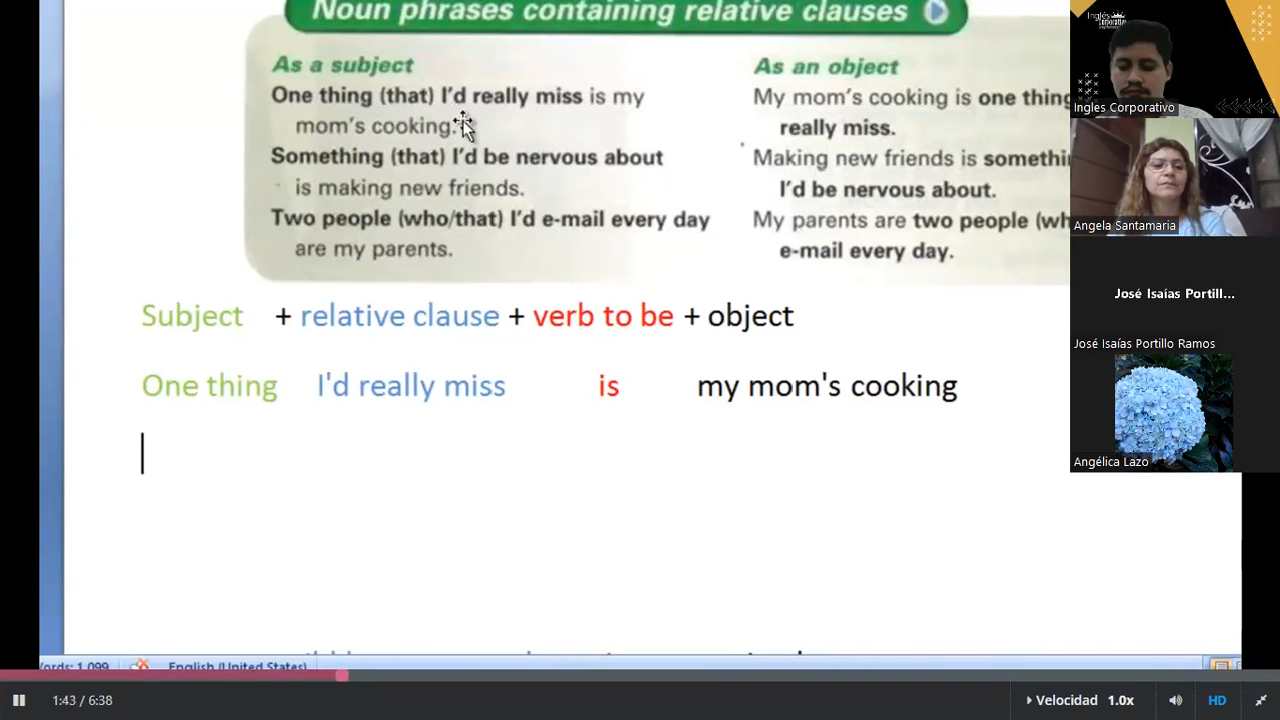 Noun phrases containing relative clauses
As a subject
One thing (that) I'd really miss is my
mom's cooking.
Something (that) I'd be nervous about
is making new friends.
Two people (who/that) I'd e-mail every day
are my parents.
As an object
My mom's cooking is one thing
really miss.
Making new friends is somethi
I'd be nervous about.
My parents are two people (wh
e-mail every day.
Subject + relative clause + verb to be + object
One thing I'd really miss is my mom's cooking
ords: 1,099 English (United States)
Inglés
Corporativo
Ingles Corporativo
Angela Santamaria
José Isaías Portill...
José Isaías Portillo Ramos
Angélica Lazo
1:43 / 6:38 Velocidad 1.0x HD